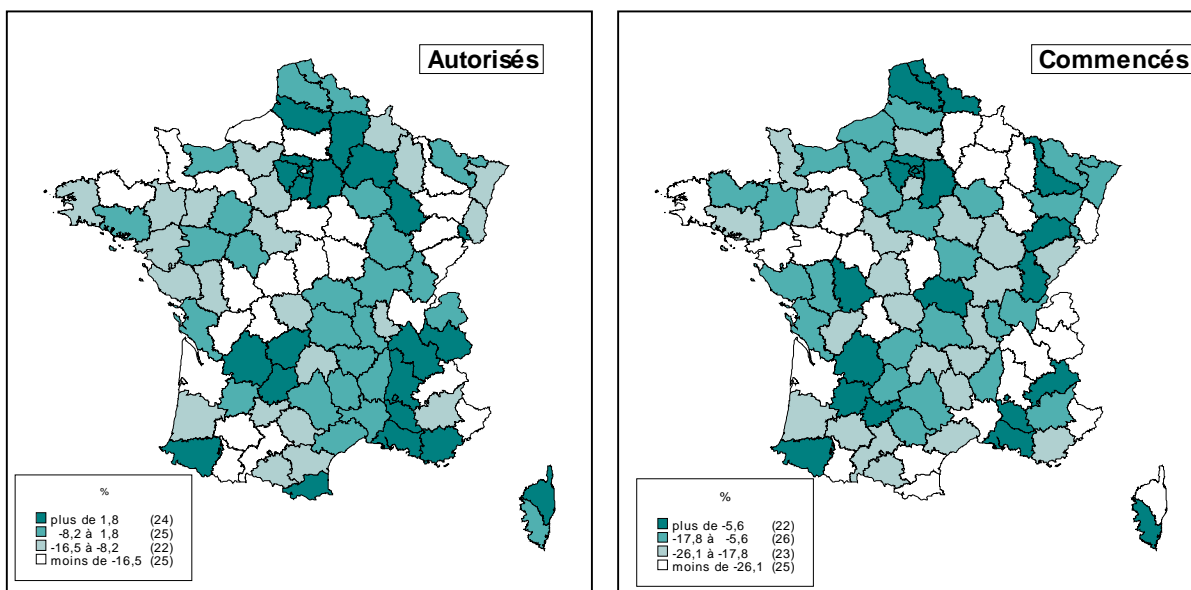 Autorisés
%
plus de 1,8 (24)
-8,2 à 1,8 (25)
-16,5 à -8,2 (22)
moins de -16,5 (25)
Commencés
%
plus de -5,6 (22)
-17,8 à -5,6 (26)
-26,1 à -17,8 (23)
moins de -26,1 (25)